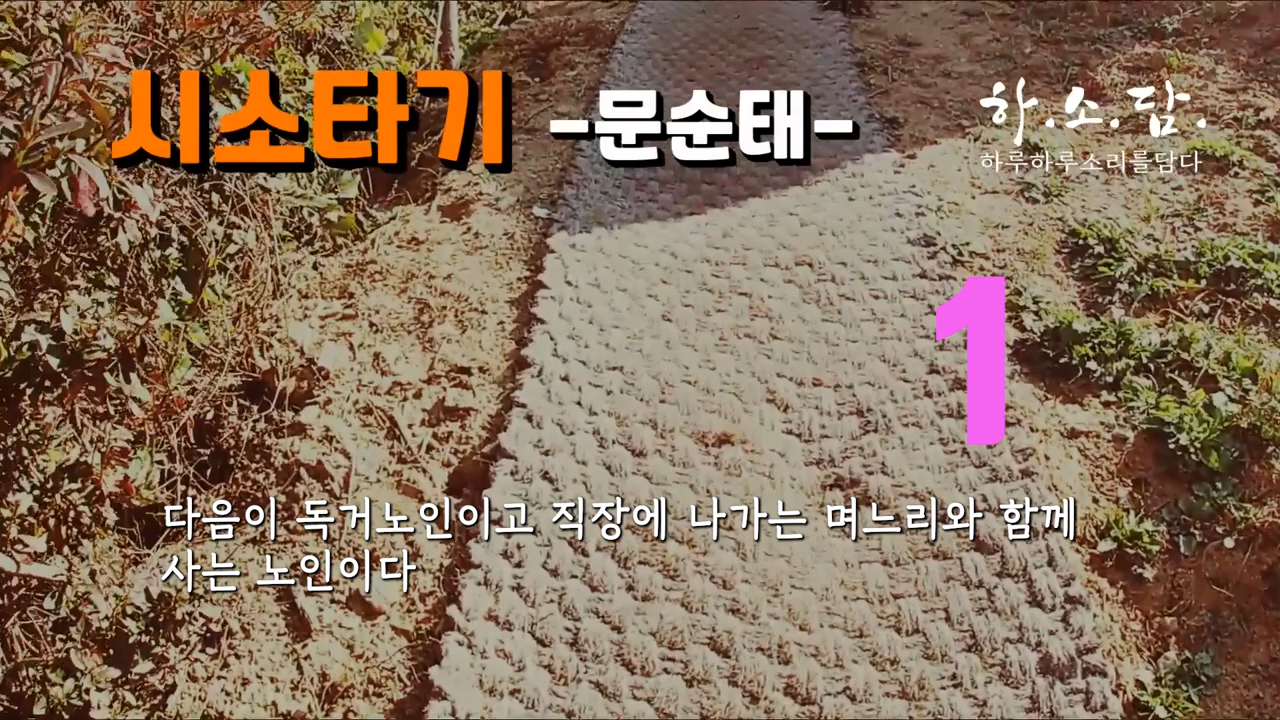 시소타기 -문순태-
하.소.담.
하루하루소리를담다
1
다음이 독거노인이고 직장에 나가는 며느리와 함께
사는 노인이다